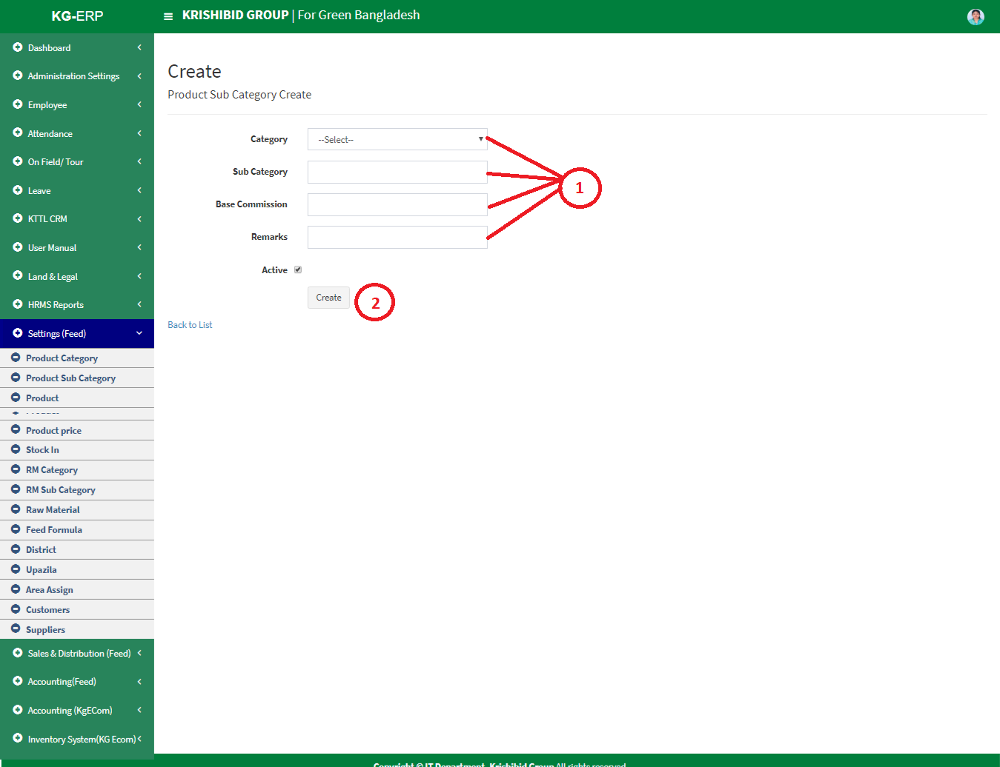 KG-ERP
KRISHIBID GROUP | For Green Bangladesh
Dashboard
Administration Settings
Employee
Attendance
On Field/ Tour
Leave
KTTL CRM
User Manual
Land & Legal
HRMS Reports
Settings (Feed)
Product Category
Product Sub Category
Product
Product price
Stock In
RM Category
RM Sub Category
Raw Material
Feed Formula
District
Upazila
Area Assign
Customers
Suppliers
Sales & Distribution (Feed)
Accounting(Feed)
Accounting (KgECom)
Inventory System(KG Ecom)
Create
Product Sub Category Create
Category --Select--
Sub Category
1
Base Commission
Remarks
Active
Create 2
Back to List
Copyright © IT Department, Krishibid Group All rights reserved